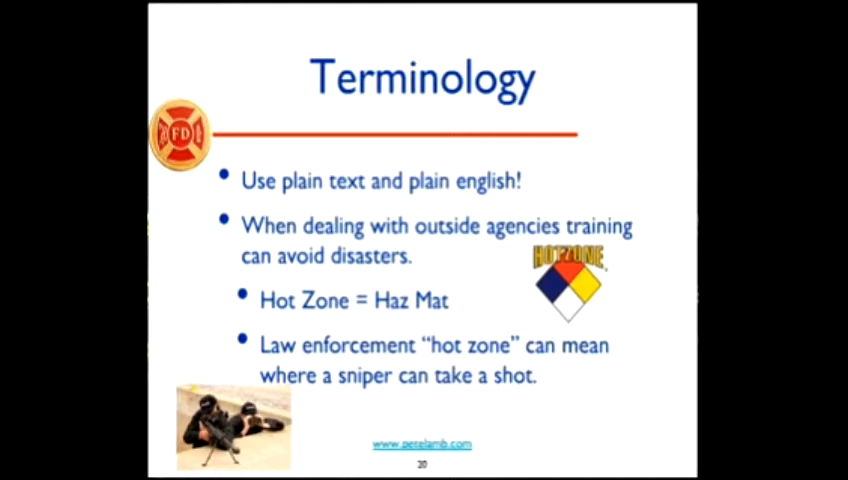 Terminology
FD
• Use plain text and plain english!
• When dealing with outside agencies training
can avoid disasters.
HOTZONE
• Hot Zone = Haz Mat
• Law enforcement “hot zone” can mean
where a sniper can take a shot.
www.petelamb.com
20